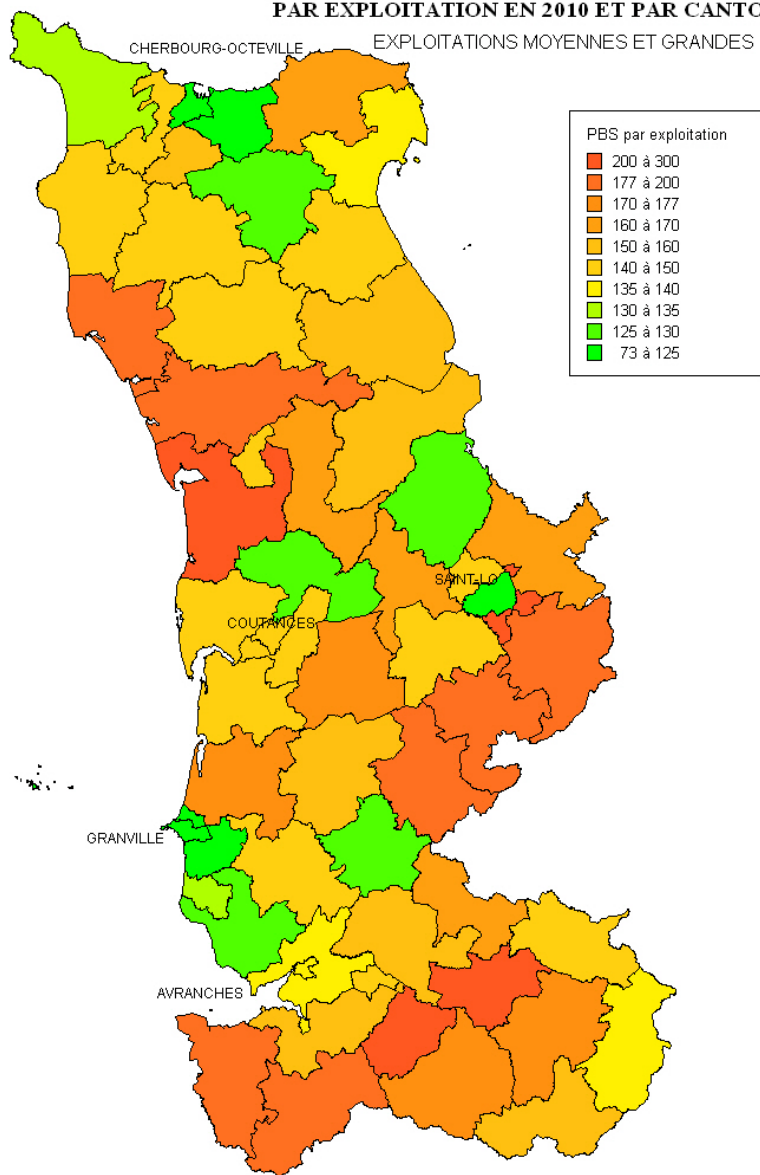 PAR EXPLOITATION EN 2010 ET PAR CANTO
EXPLOITATIONS MOYENNES ET GRANDES
CHERBOURG-OCTEVILLE
PBS par exploitation
200 à 300
177 à 200
170 à 177
160 à 170
150 à 160
140 à 150
135 à 140
130 à 135
125 à 130
73 à 125
SAINT-LO
COUTANCES
GRANVILLE
AVRANCHES